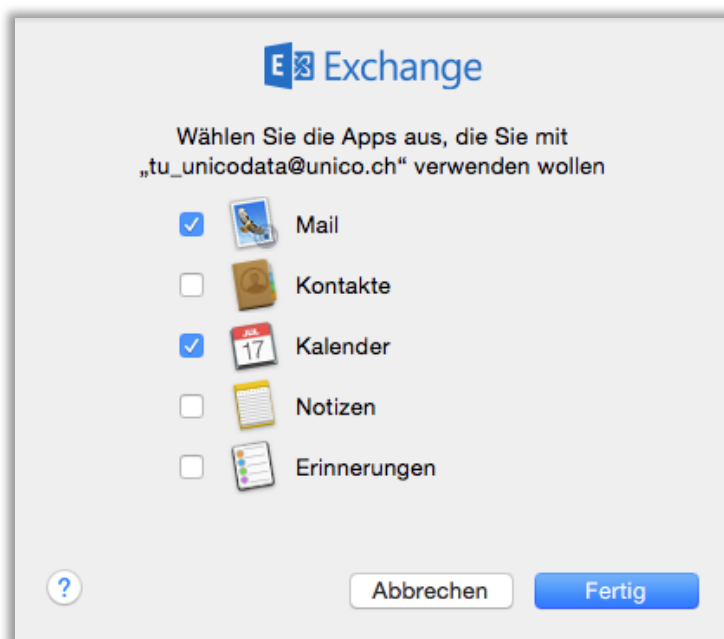 E Exchange
Wählen Sie die Apps aus, die Sie mit
„tu_unicodata@unico.ch“ verwenden wollen
Mail
Kontakte
JUL
17
Kalender
Notizen
Erinnerungen
?
Abbrechen
Fertig